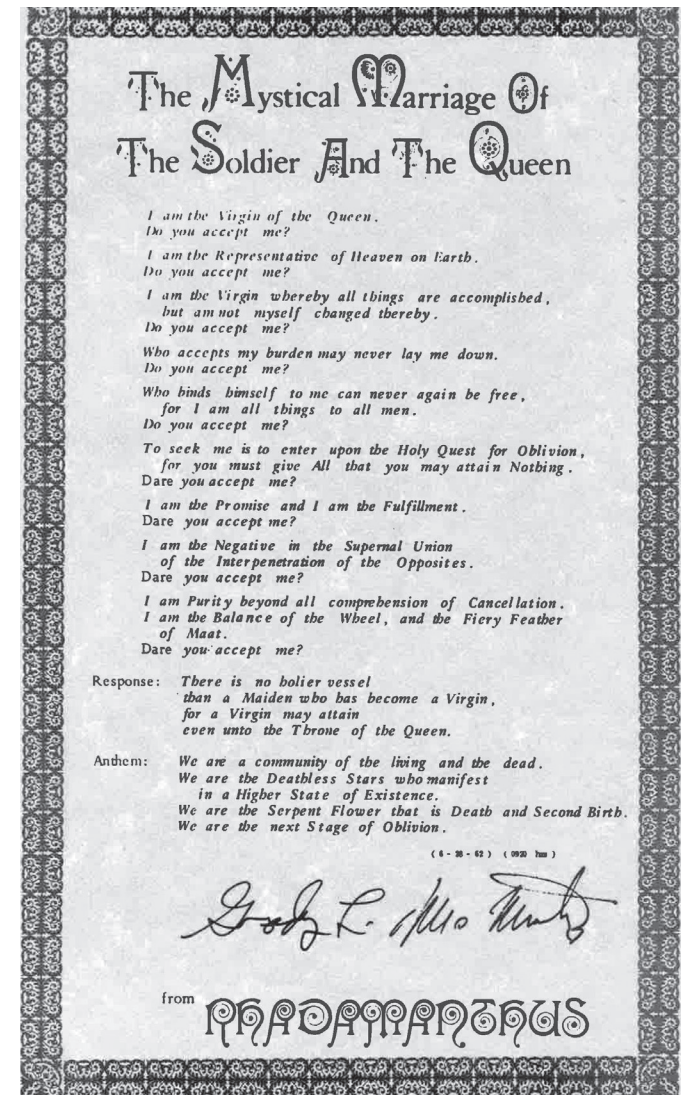 The Mystical Marriage Of
The Soldier And The Queen
I am the Virgin of the Queen.
Do you accept me?
I am the Representative of Heaven on Earth.
Do you accept me?
I am the Virgin whereby all things are accomplished,
but am not myself changed thereby.
Do you accept me?
Who accepts my burden may never lay me down.
Do you accept me?
Who binds himself to me can never again be free,
for I am all things to all men.
Do you accept me?
To seek me is to enter upon the Holy Quest for Oblivion,
for you must give All that you may attain Nothing.
Dare you accept me?
I am the Promise and I am the Fulfillment.
Dare you accept me?
I am the Negative in the Supernal Union
of the Interpenetration of the Opposites.
Dare you accept me?
I am Purity beyond all comprehension of Cancellation.
I am the Balance of the Wheel, and the Fiery Feather
of Maat.
Dare you accept me?
Response: There is no holier vessel
than a Maiden who has become a Virgin,
for a Virgin may attain
even unto the Throne of the Queen.
Anthem: We are a community of the living and the dead.
We are the Deathless Stars who manifest
in a Higher State of Existence.
We are the Serpent Flower that is Death and Second Birth.
We are the next Stage of Oblivion.
(6-28-62) (0920 hrs)
Grady L. Mc Murtry
from RHADAMANTHUS